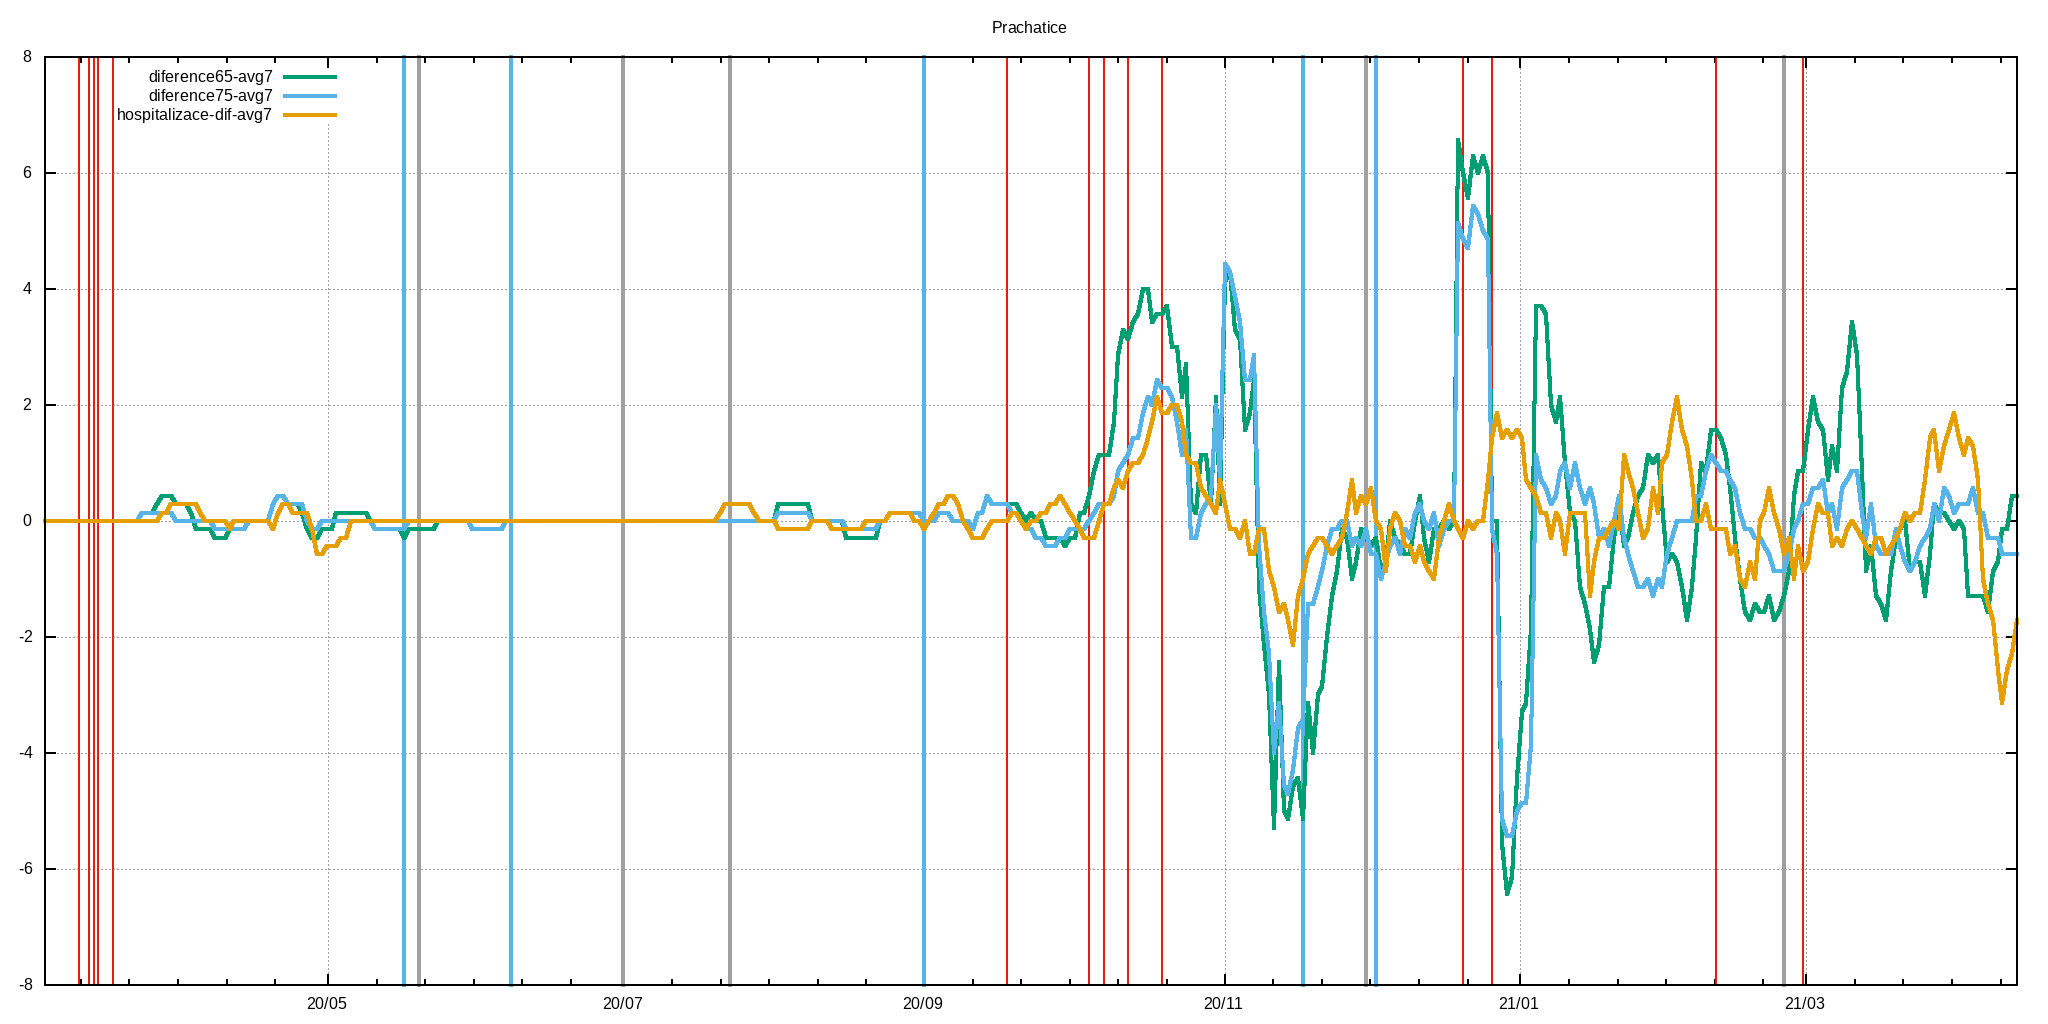 Prachatice
8
diference65-avg7
diference75-avg7
hospitalizace-dif-avg7
6
4
2
0
-2
-4
-6
-8
20/05 20/07 20/09 20/11 21/01 21/03